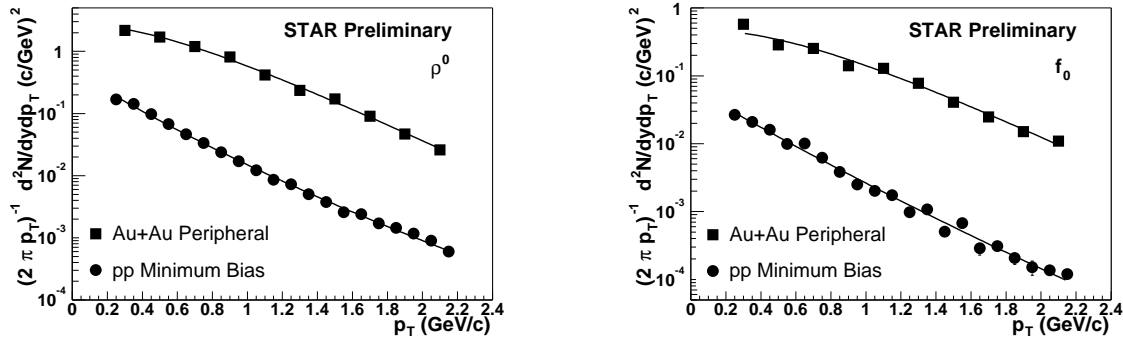 (2 π p_T)^-1 d^2N/dydp_T (c/GeV)^2
1
10^-1
10^-2
10^-3
10^-4
STAR Preliminary
ρ^0
Au+Au Peripheral
pp Minimum Bias
0 0.2 0.4 0.6 0.8 1 1.2 1.4 1.6 1.8 2 2.2 2.4
p_T (GeV/c)
(2 π p_T)^-1 d^2N/dydp_T (c/GeV)^2
1
10^-1
10^-2
10^-3
10^-4
STAR Preliminary
f_0
Au+Au Peripheral
pp Minimum Bias
0 0.2 0.4 0.6 0.8 1 1.2 1.4 1.6 1.8 2 2.2 2.4
p_T (GeV/c)